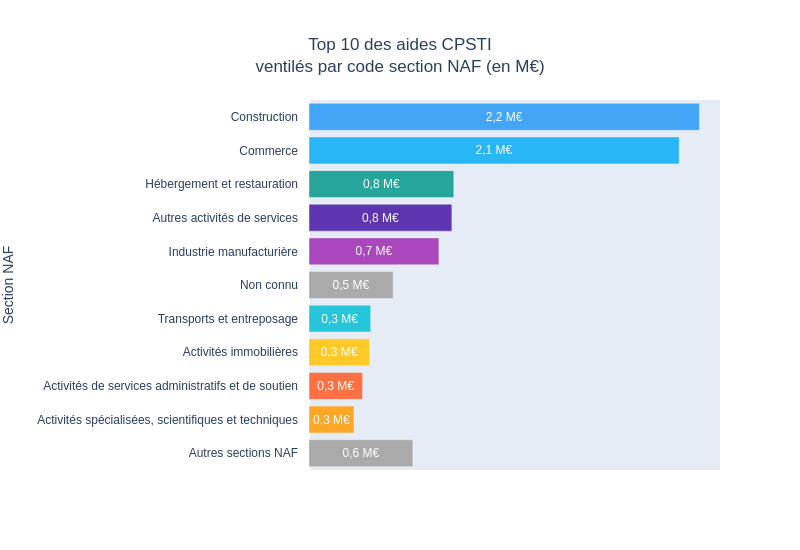 Top 10 des aides CPSTI
ventilés par code section NAF (en M€)
Section NAF
Construction 2,2 M€
Commerce 2,1 M€
Hébergement et restauration 0,8 M€
Autres activités de services 0,8 M€
Industrie manufacturière 0,7 M€
Non connu 0,5 M€
Transports et entreposage 0,3 M€
Activités immobilières 0,3 M€
Activités de services administratifs et de soutien 0,3 M€
Activités spécialisées, scientifiques et techniques 0,3 M€
Autres sections NAF 0,6 M€